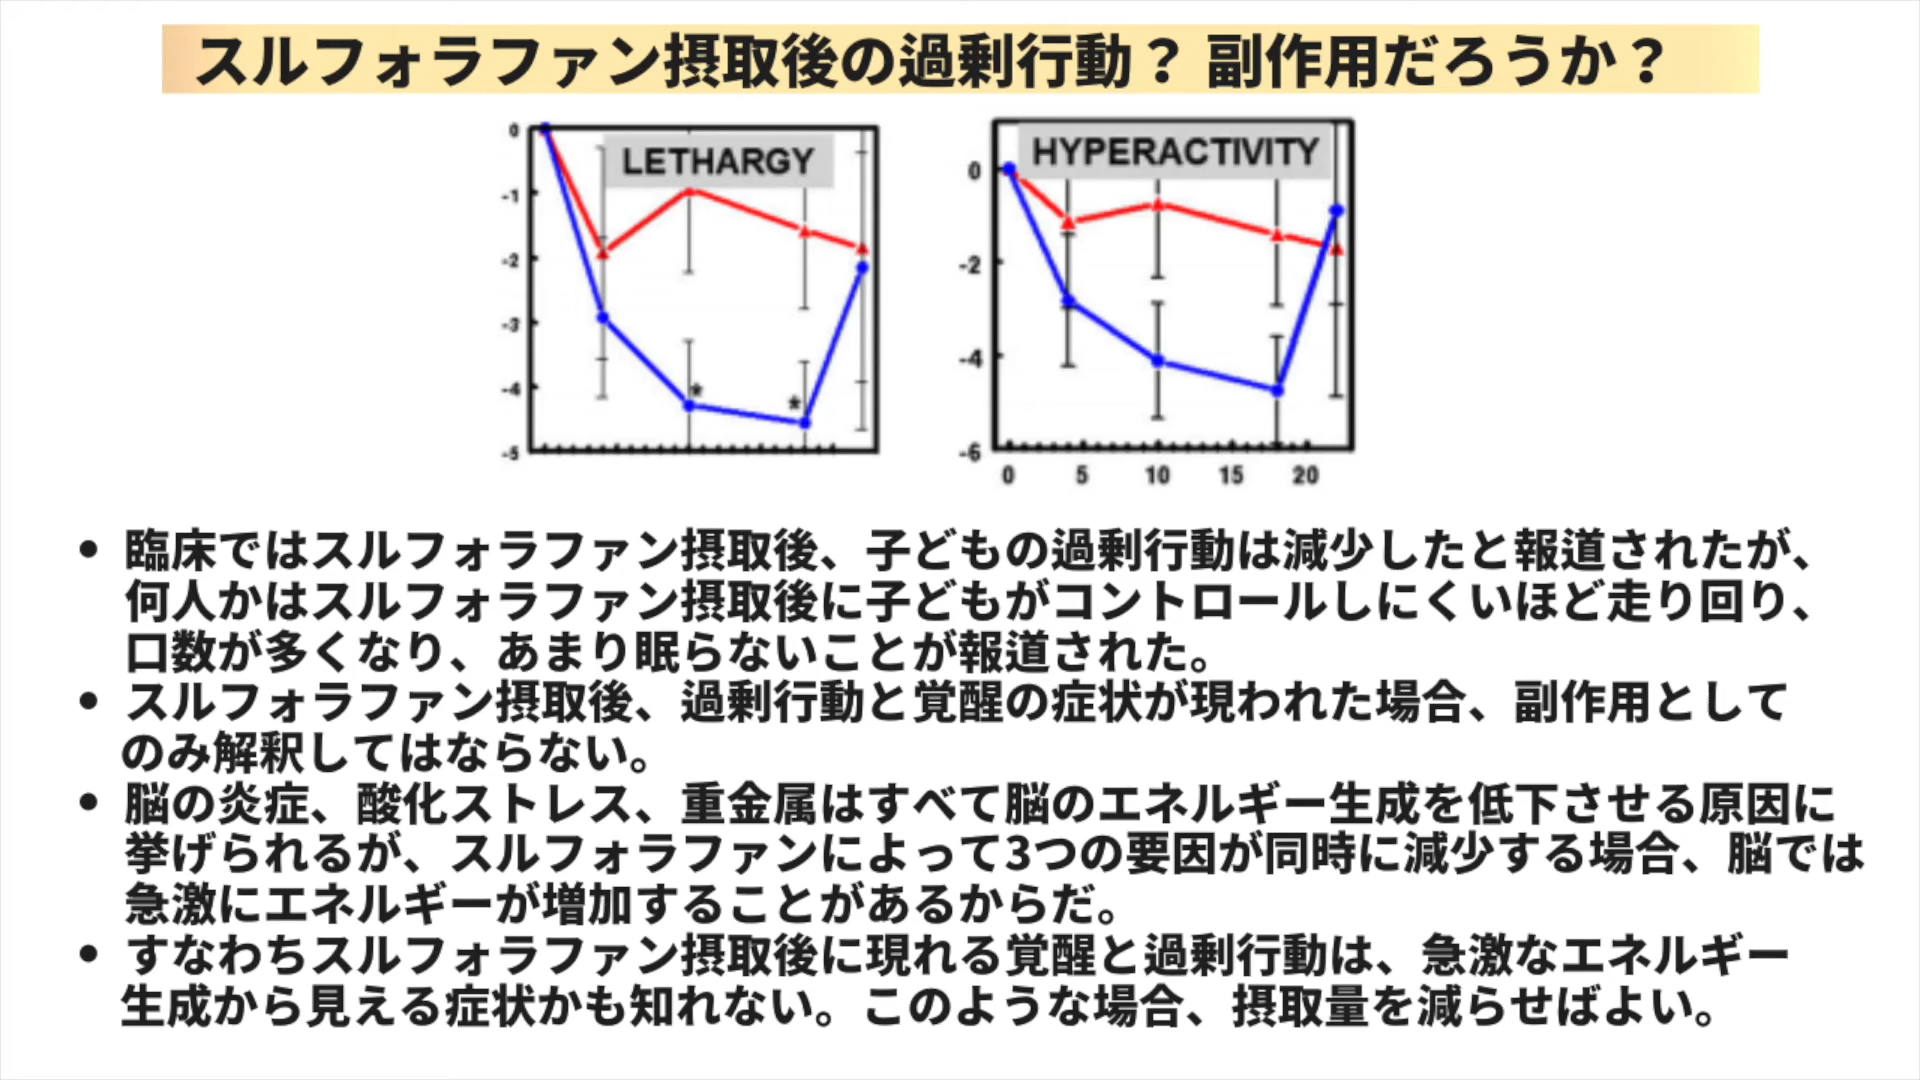 スルフォラファン摂取後の過剰行動？ 副作用だろうか？
LETHARGY
0
-1
-2
-3
-4
-5
*
*
HYPERACTIVITY
0
-2
-4
-6
0 5 10 15 20
• 臨床ではスルフォラファン摂取後、子どもの過剰行動は減少したと報道されたが、
何人かはスルフォラファン摂取後に子どもがコントロールしにくいほど走り回り、
口数が多くなり、あまり眠らないことが報道された。
• スルフォラファン摂取後、過剰行動と覚醒の症状が現われた場合、副作用として
のみ解釈してはならない。
• 脳の炎症、酸化ストレス、重金属はすべて脳のエネルギー生成を低下させる原因に
挙げられるが、スルフォラファンによって3つの要因が同時に減少する場合、脳では
急激にエネルギーが増加することがあるからだ。
• すなわちスルフォラファン摂取後に現れる覚醒と過剰行動は、急激なエネルギー
生成から見える症状かも知れない。このような場合、摂取量を減らせばよい。